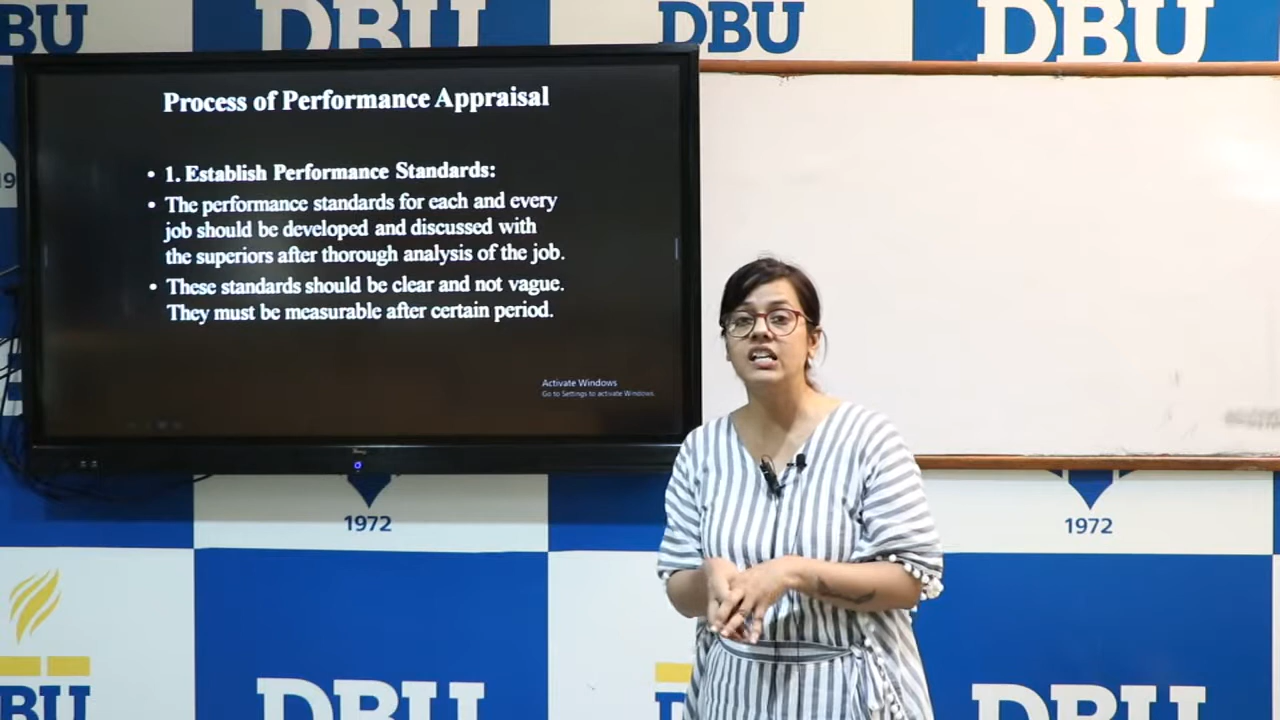 BU
DBU
DBU
DBU
Process of Performance Appraisal
• 1. Establish Performance Standards:
• The performance standards for each and every
job should be developed and discussed with
the superiors after thorough analysis of the job.
• These standards should be clear and not vague.
They must be measurable after certain period.
Activate Windows
Go to Settings to activate Windows.
19
1972
1972
BU
DBU
DBU